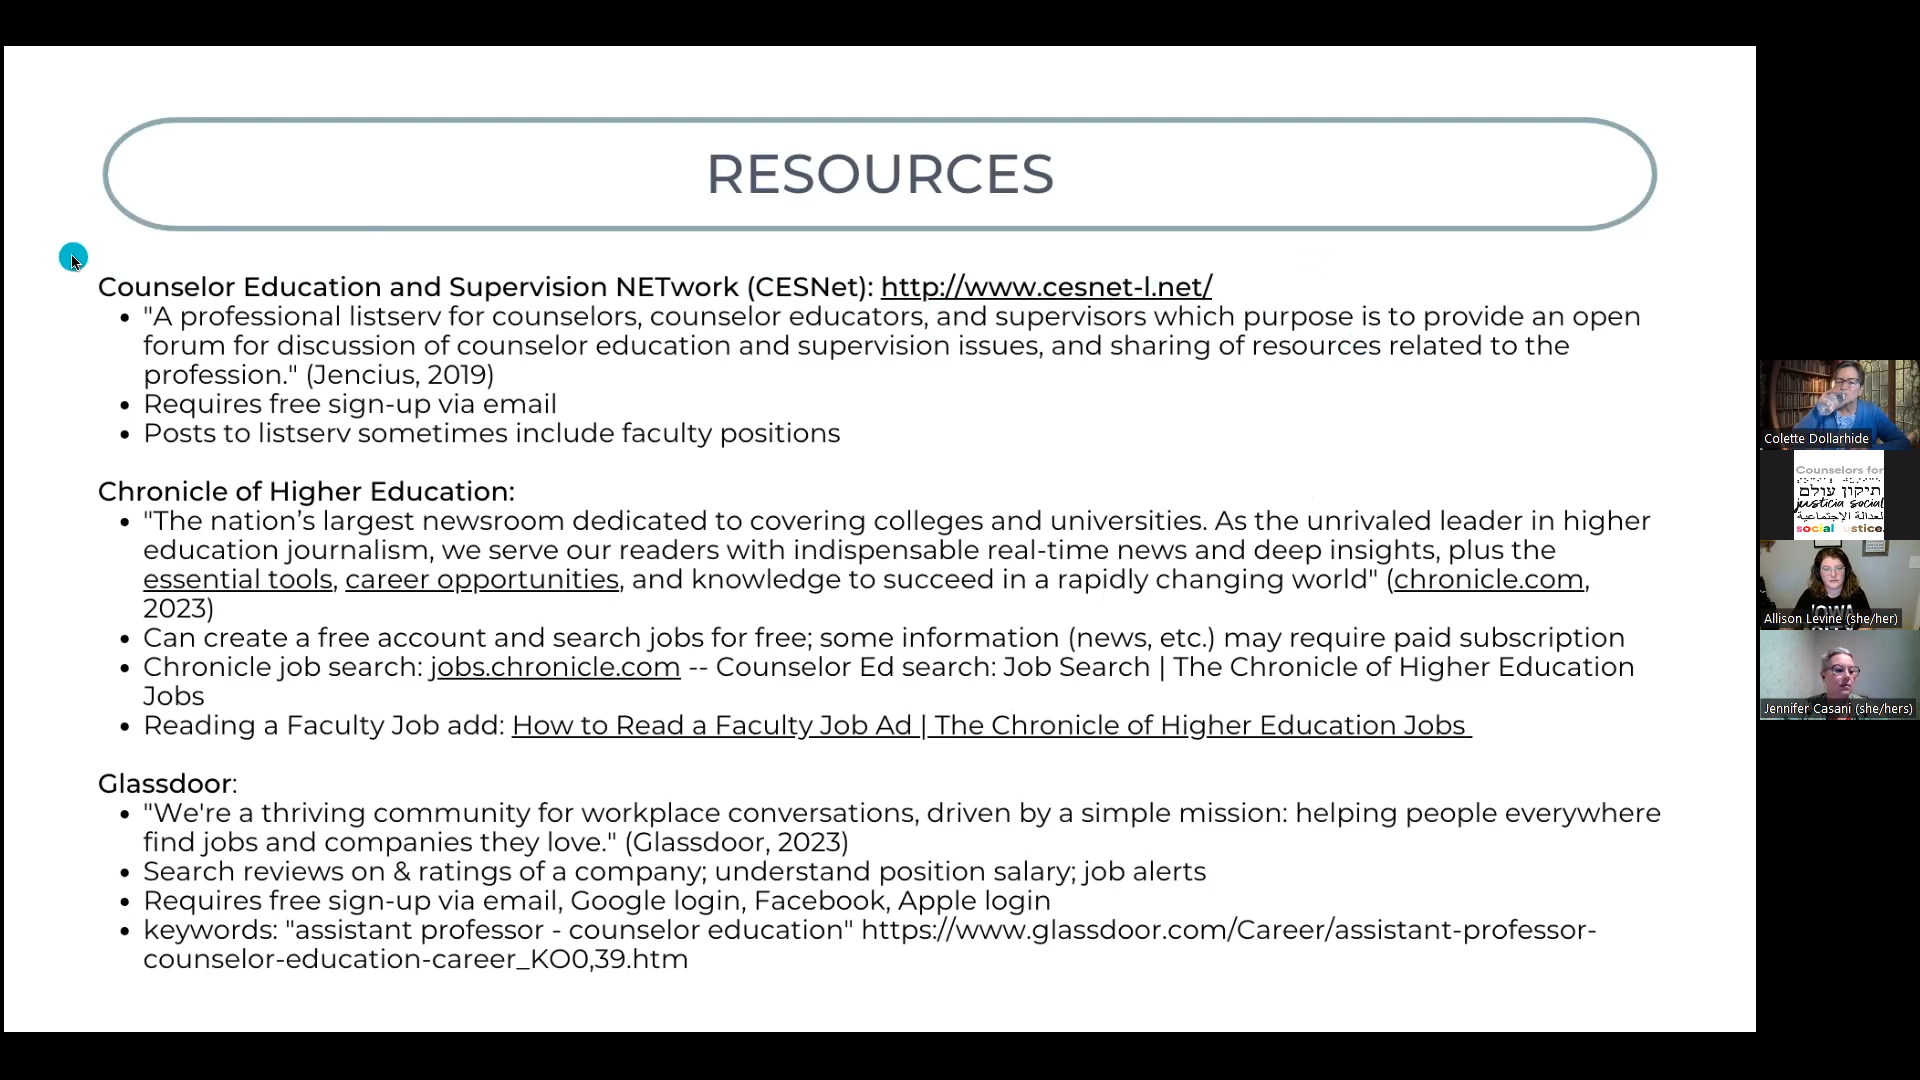 RESOURCES
Counselor Education and Supervision NETwork (CESNet): http://www.cesnet-l.net/
• "A professional listserv for counselors, counselor educators, and supervisors which purpose is to provide an open
forum for discussion of counselor education and supervision issues, and sharing of resources related to the
profession." (Jencius, 2019)
• Requires free sign-up via email
• Posts to listserv sometimes include faculty positions
Chronicle of Higher Education:
• "The nation’s largest newsroom dedicated to covering colleges and universities. As the unrivaled leader in higher
education journalism, we serve our readers with indispensable real-time news and deep insights, plus the
essential tools, career opportunities, and knowledge to succeed in a rapidly changing world" (chronicle.com,
2023)
• Can create a free account and search jobs for free; some information (news, etc.) may require paid subscription
• Chronicle job search: jobs.chronicle.com -- Counselor Ed search: Job Search | The Chronicle of Higher Education
Jobs
• Reading a Faculty Job add: How to Read a Faculty Job Ad | The Chronicle of Higher Education Jobs
Glassdoor:
• "We're a thriving community for workplace conversations, driven by a simple mission: helping people everywhere
find jobs and companies they love." (Glassdoor, 2023)
• Search reviews on & ratings of a company; understand position salary; job alerts
• Requires free sign-up via email, Google login, Facebook, Apple login
• keywords: "assistant professor - counselor education" https://www.glassdoor.com/Career/assistant-professor-
counselor-education-career_KO0,39.htm
Colette Dollarhide
Counselors for
תיקון עולם
justicia social
لعدالة الإجتماعية
social ustice.
IOWA
Allison Levine (she/her)
Jennifer Casani (she/hers)